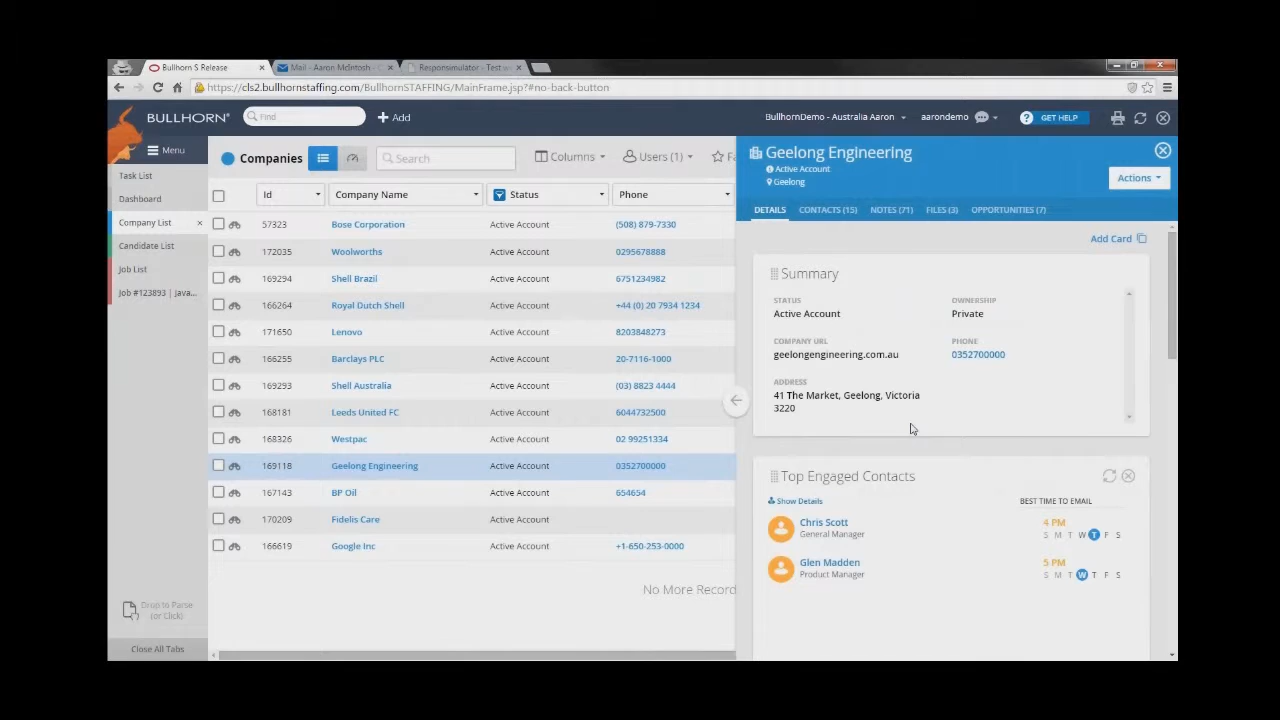 Bullhorn S Release
Mail - Aaron McIntosh -
Responsimulator - Test
https://cls2.bullhornstaffing.com/BullhornSTAFFING/MainFrame.jsp?#no-back-button
BULLHORN®
Find
Add
BullhornDemo - Australia Aaron
aarondemo
GET HELP
Menu
Task List
Dashboard
Company List
Candidate List
Job List
Job #123893 | Java...
Drop to Parse
(or Click)
Close All Tabs
Companies
Search
Columns
Users (1)
Id Company Name Status Phone
57323 Bose Corporation Active Account (508) 879-7330
172035 Woolworths Active Account 0295678888
169294 Shell Brazil Active Account 6751234982
166264 Royal Dutch Shell Active Account +44 (0) 20 7934 1234
171650 Lenovo Active Account 8203848273
166255 Barclays PLC Active Account 20-7116-1000
169293 Shell Australia Active Account (03) 8823 4444
168181 Leeds United FC Active Account 6044732500
168326 Westpac Active Account 02 99251334
169118 Geelong Engineering Active Account 0352700000
167143 BP Oil Active Account 654654
170209 Fidelis Care Active Account
166619 Google Inc Active Account +1-650-253-0000
No More Record
Geelong Engineering
Active Account
Geelong
Actions
DETAILS CONTACTS (15) NOTES (71) FILES (3) OPPORTUNITIES (7)
Add Card
Summary
STATUS OWNERSHIP
Active Account Private
COMPANY URL PHONE
geelongengineering.com.au 0352700000
ADDRESS
41 The Market, Geelong, Victoria
3220
Top Engaged Contacts
Show Details BEST TIME TO EMAIL
Chris Scott 4 PM
General Manager S M T W T F S
Glen Madden 5 PM
Product Manager S M T W T F S